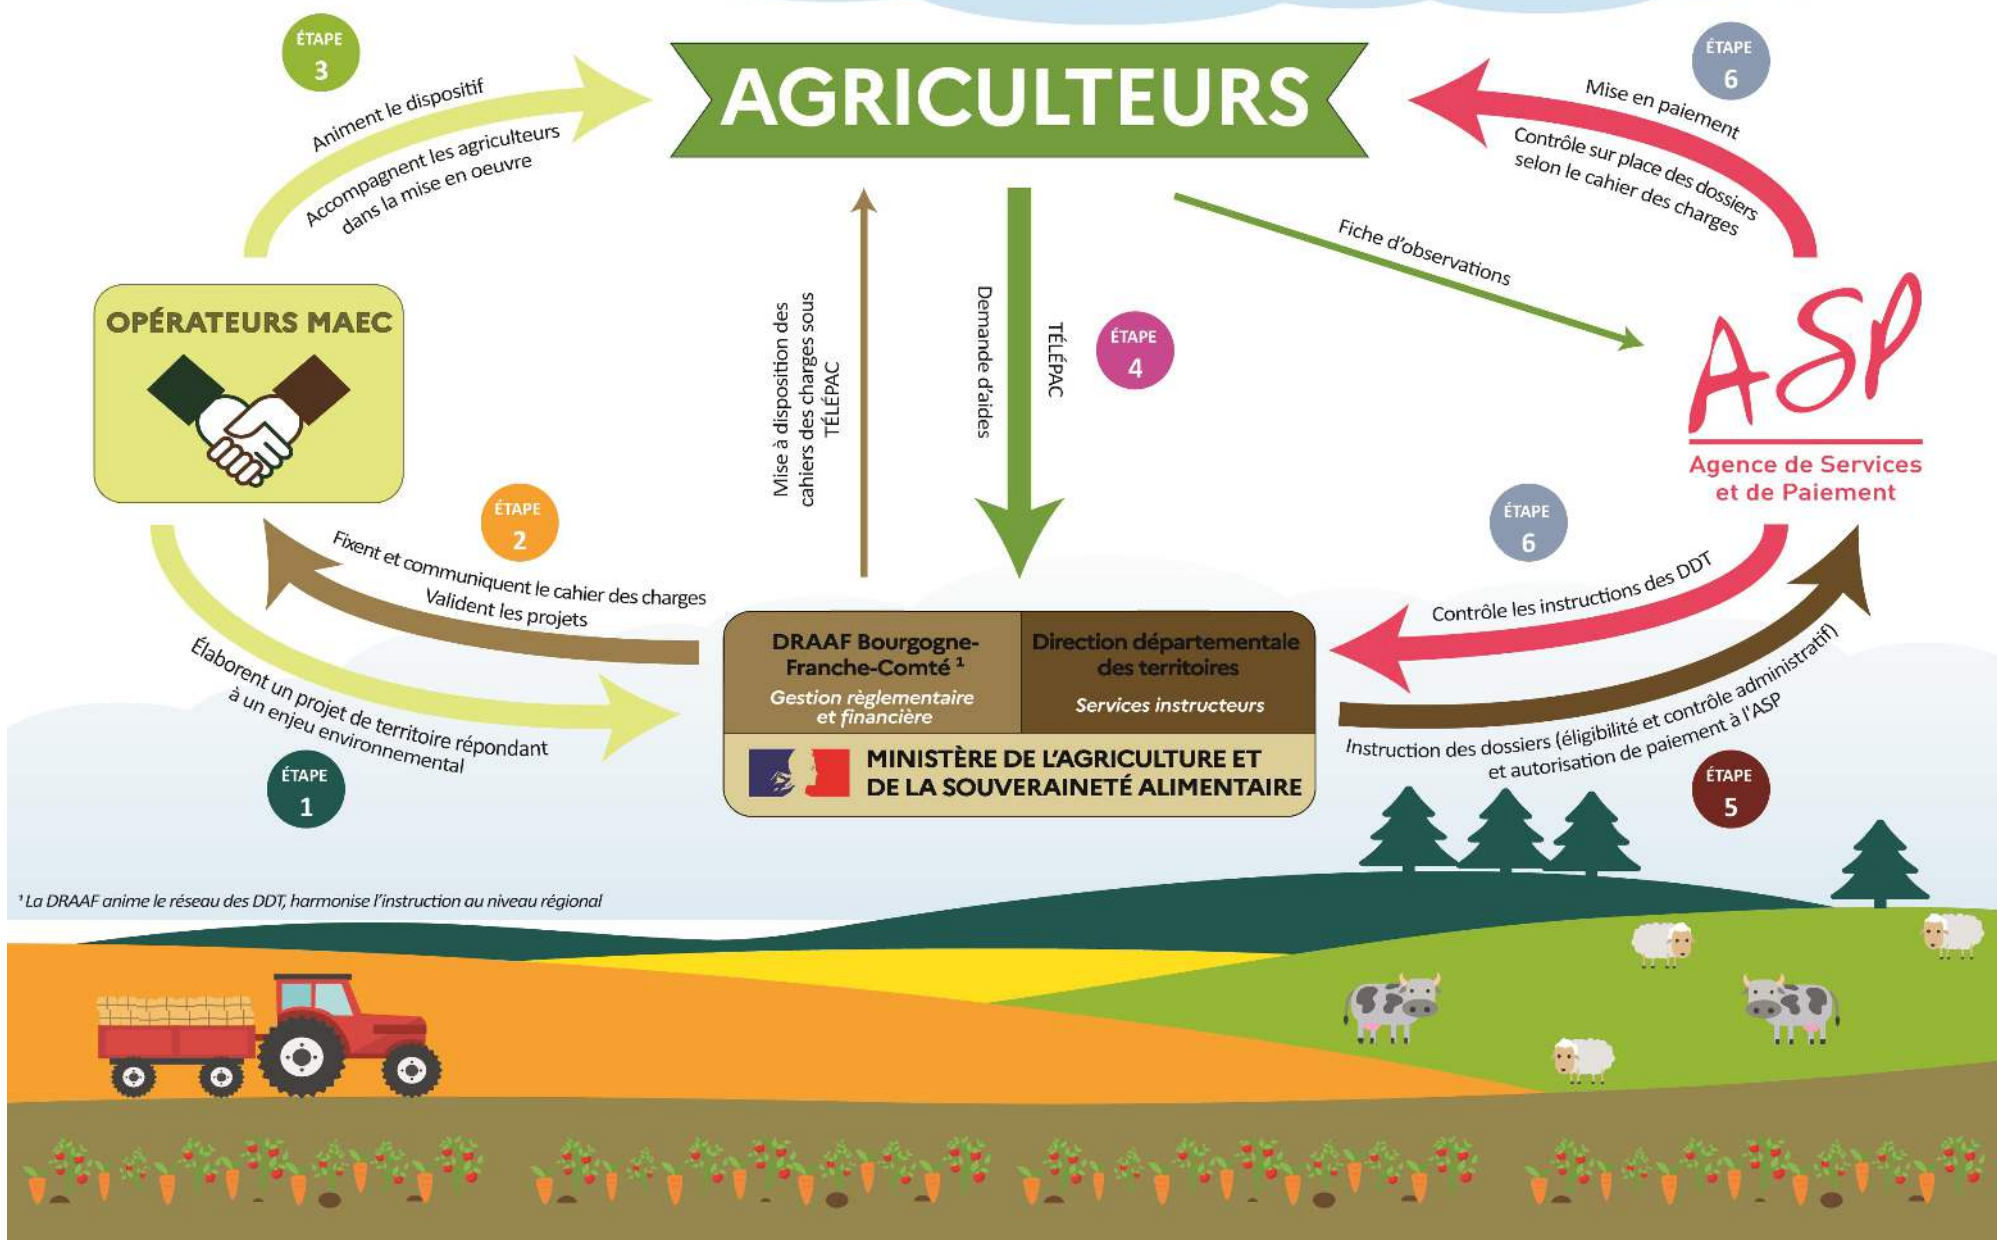 ÉTAPE
3
Animent le dispositif
Accompagnent les agriculteurs
dans la mise en oeuvre
AGRICULTEURS
ÉTAPE
6
Mise en paiement
Contrôle sur place des dossiers
selon le cahier des charges
Fiche d'observations
OPÉRATEURS MAEC
Mise à disposition des
cahiers des charges sous
TÉLÉPAC
Demande d'aides
TÉLÉPAC
ÉTAPE
4
ASP
Agence de Services
et de Paiement
ÉTAPE
2
Fixent et communiquent le cahier des charges
Valident les projets
ÉTAPE
6
Contrôle les instructions des DDT
Élaborent un projet de territoire répondant
à un enjeu environnemental
ÉTAPE
1
DRAAF Bourgogne-
Franche-Comté ¹
Gestion règlementaire
et financière
Direction départementale
des territoires
Services instructeurs
MINISTÈRE DE L'AGRICULTURE ET
DE LA SOUVERAINETÉ ALIMENTAIRE
Instruction des dossiers (éligibilité et contrôle administratif)
et autorisation de paiement à l'ASP
ÉTAPE
5
¹ La DRAAF anime le réseau des DDT, harmonise l'instruction au niveau régional